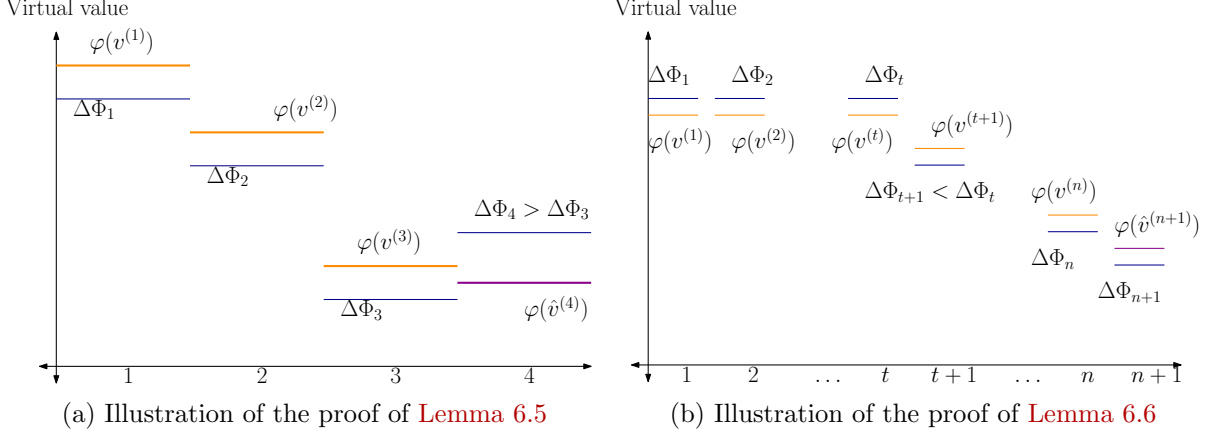 Virtual value
φ(v^{(1)})
ΔΦ_1
φ(v^{(2)})
ΔΦ_2
φ(v^{(3)})
ΔΦ_3
ΔΦ_4 > ΔΦ_3
φ(v̂^{(4)})
1 2 3 4
(a) Illustration of the proof of Lemma 6.5
Virtual value
ΔΦ_1 ΔΦ_2 ΔΦ_t
φ(v^{(1)}) φ(v^{(2)}) φ(v^{(t)})
φ(v^{(t+1)})
ΔΦ_{t+1} < ΔΦ_t
φ(v^{(n)})
ΔΦ_n
φ(v̂^{(n+1)})
ΔΦ_{n+1}
1 2 ... t t + 1 ... n n + 1
(b) Illustration of the proof of Lemma 6.6